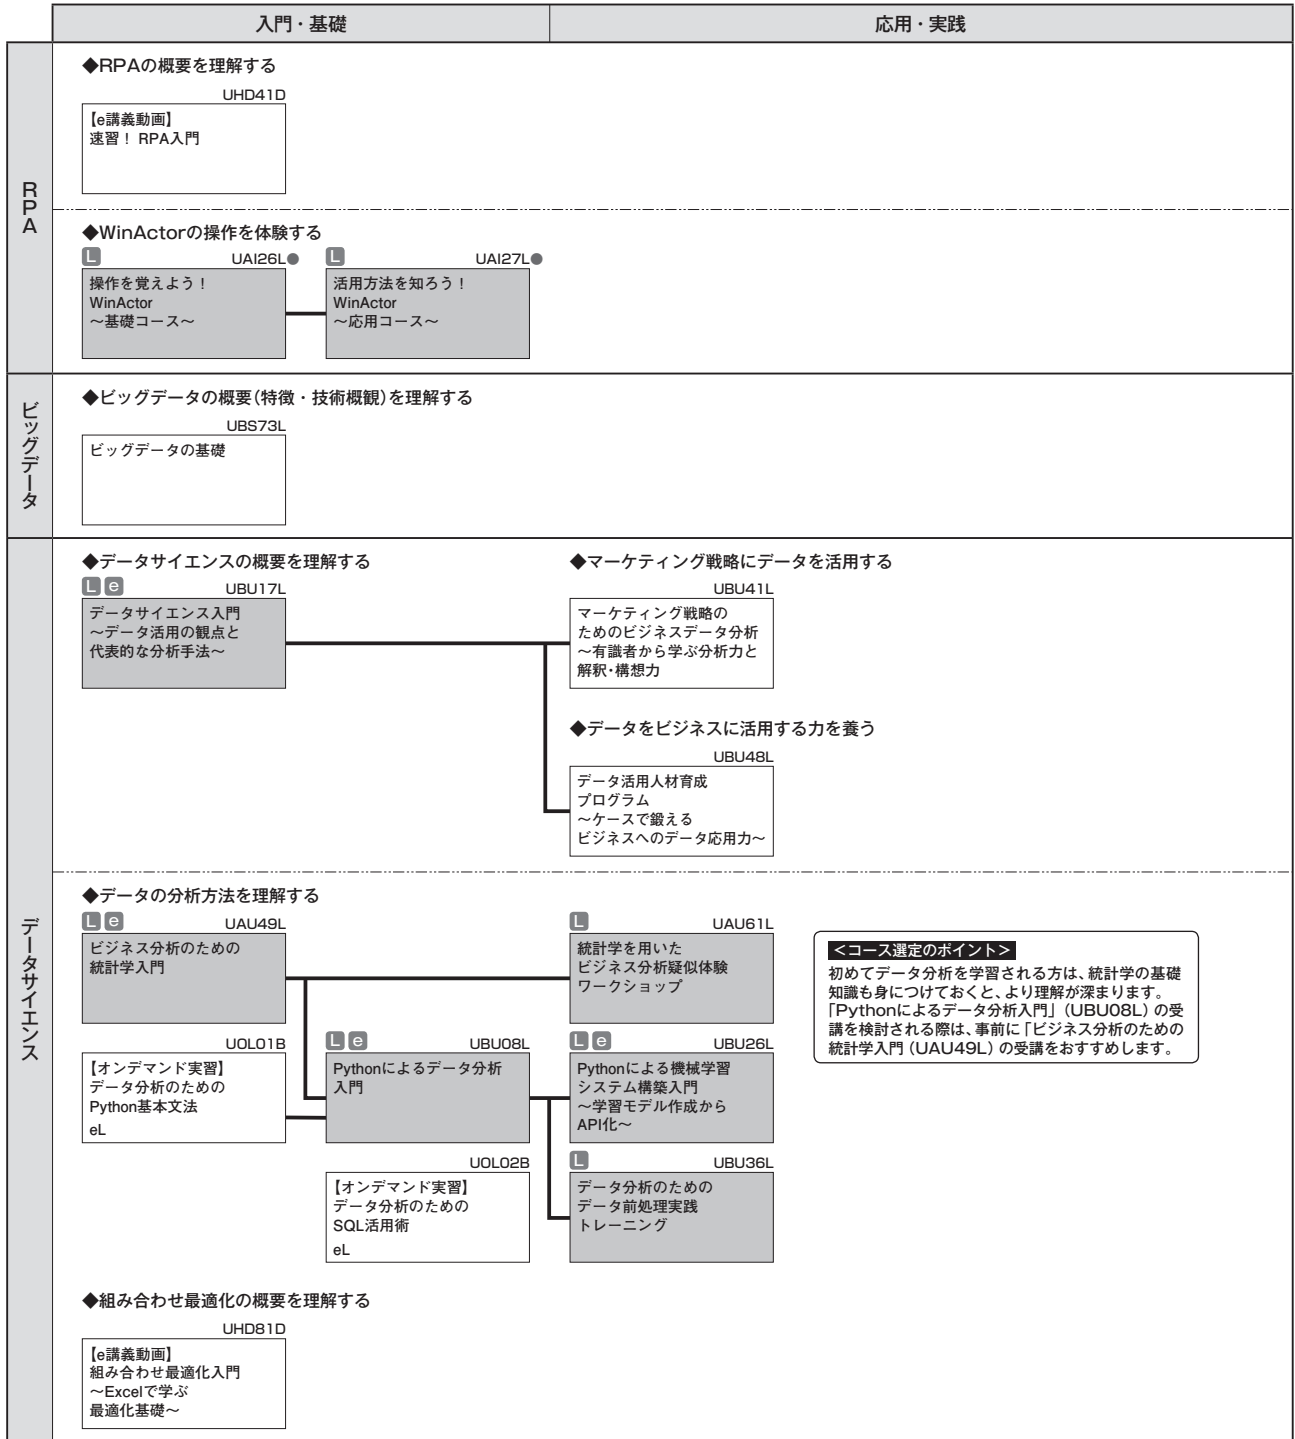 入門・基礎
応用・実践
RPA
◆RPAの概要を理解する
UHD41D
【e講義動画】
速習！ RPA入門
◆WinActorの操作を体験する
L
UAI26L●
操作を覚えよう！
WinActor
～基礎コース～
L
UAI27L●
活用方法を知ろう！
WinActor
～応用コース～
ビッグデータ
◆ビッグデータの概要（特徴・技術概観）を理解する
UBS73L
ビッグデータの基礎
データサイエンス
◆データサイエンスの概要を理解する
L e
UBU17L
データサイエンス入門
～データ活用の観点と
代表的な分析手法～
◆マーケティング戦略にデータを活用する
UBU41L
マーケティング戦略の
ためのビジネスデータ分析
～有識者から学ぶ分析力と
解釈・構想力
◆データをビジネスに活用する力を養う
UBU48L
データ活用人材育成
プログラム
～ケースで鍛える
ビジネスへのデータ応用力～
◆データの分析方法を理解する
L e
UAU49L
ビジネス分析のための
統計学入門
L
UAU61L
統計学を用いた
ビジネス分析疑似体験
ワークショップ
＜コース選定のポイント＞
初めてデータ分析を学習される方は、統計学の基礎
知識も身につけておくと、より理解が深まります。
「Pythonによるデータ分析入門」（UBU08L）の受
講を検討される際は、事前に「ビジネス分析のための
統計学入門（UAU49L）の受講をおすすめします。
UOL01B
【オンデマンド実習】
データ分析のための
Python基本文法
eL
L e
UBU08L
Pythonによるデータ分析
入門
L e
UBU26L
Pythonによる機械学習
システム構築入門
～学習モデル作成から
API化～
UOL02B
【オンデマンド実習】
データ分析のための
SQL活用術
eL
L
UBU36L
データ分析のための
データ前処理実践
トレーニング
◆組み合わせ最適化の概要を理解する
UHD81D
【e講義動画】
組み合わせ最適化入門
～Excelで学ぶ
最適化基礎～